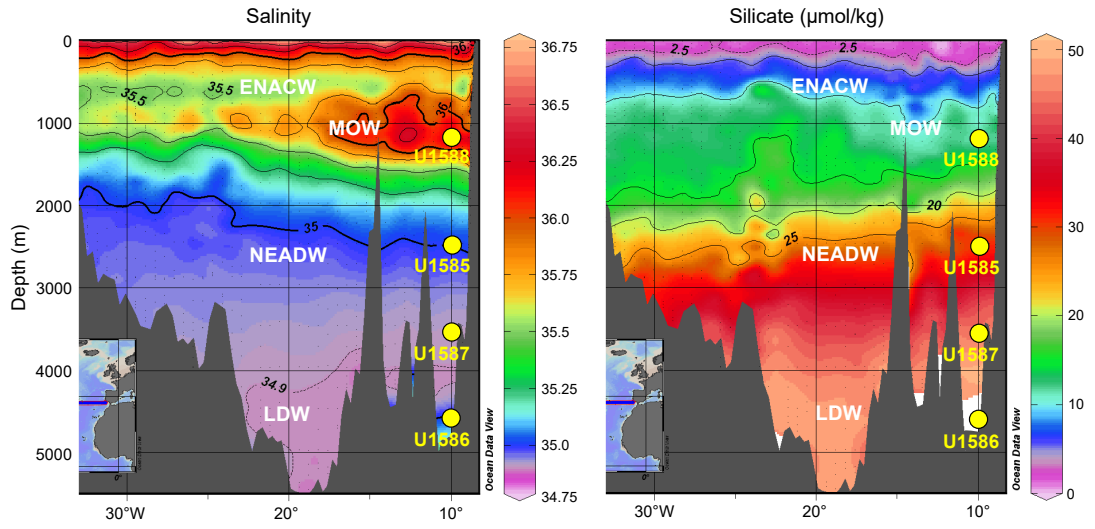 Salinity
Silicate (µmol/kg)
Depth (m)
0
1000
2000
3000
4000
5000
30°W
20°
10°
36.5
35.5
35.5
36
35
34.9
ENACW
MOW
NEADW
LDW
U1588
U1585
U1587
U1586
0°
Ocean Data View
36.75
36.5
36.25
36.0
35.75
35.5
35.25
35.0
34.75
2.5
2.5
20
25
ENACW
MOW
NEADW
LDW
U1588
U1585
U1587
U1586
30°W
20°
10°
0°
Ocean Data View
50
40
30
20
10
0